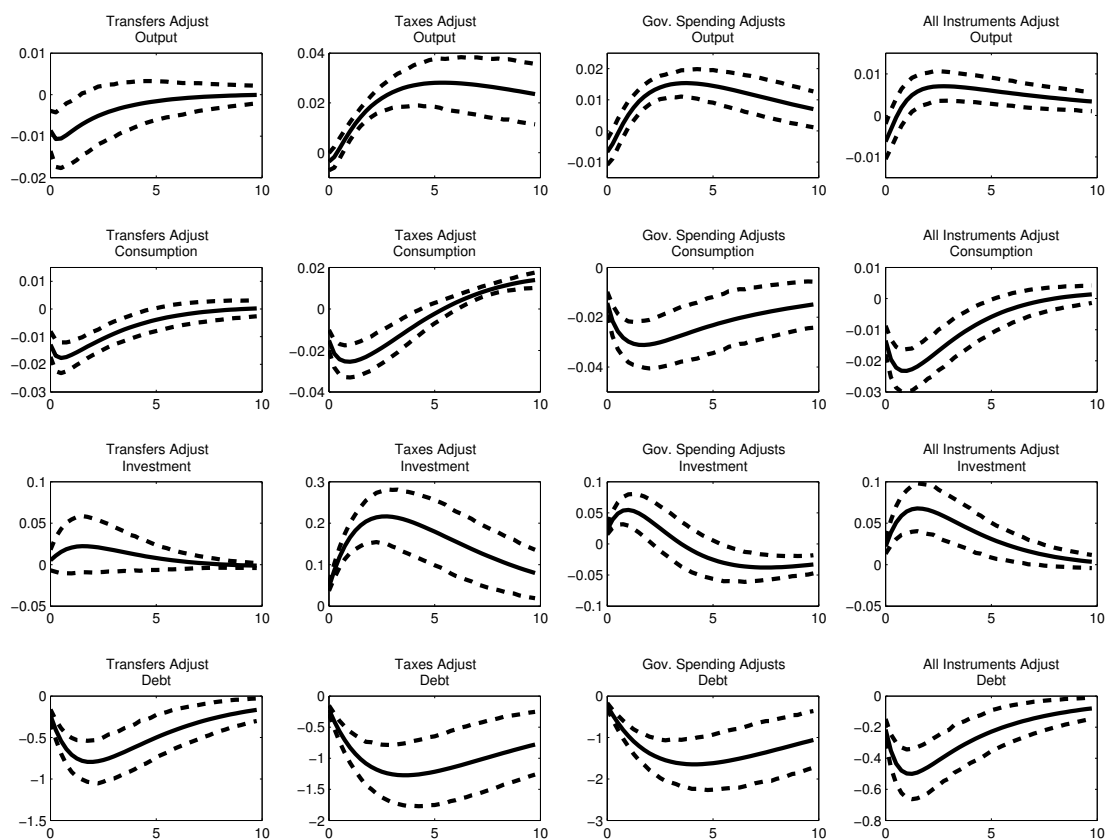 Transfers Adjust
Output
0.01
0
−0.01
−0.02
0 5 10
Taxes Adjust
Output
0.04
0.02
0
0 5 10
Gov. Spending Adjusts
Output
0.02
0.01
0
−0.01
0 5 10
All Instruments Adjust
Output
0.01
0
−0.01
0 5 10
Transfers Adjust
Consumption
0.01
0
−0.01
−0.02
−0.03
0 5 10
Taxes Adjust
Consumption
0.02
0
−0.02
−0.04
0 5 10
Gov. Spending Adjusts
Consumption
0
−0.02
−0.04
0 5 10
All Instruments Adjust
Consumption
0.01
0
−0.01
−0.02
−0.03
0 5 10
Transfers Adjust
Investment
0.1
0.05
0
−0.05
0 5 10
Taxes Adjust
Investment
0.3
0.2
0.1
0
0 5 10
Gov. Spending Adjusts
Investment
0.1
0.05
0
−0.05
−0.1
0 5 10
All Instruments Adjust
Investment
0.1
0.05
0
−0.05
0 5 10
Transfers Adjust
Debt
0
−0.5
−1
−1.5
0 5 10
Taxes Adjust
Debt
0
−0.5
−1
−1.5
−2
0 5 10
Gov. Spending Adjusts
Debt
0
−1
−2
−3
0 5 10
All Instruments Adjust
Debt
0
−0.2
−0.4
−0.6
−0.8
0 5 10